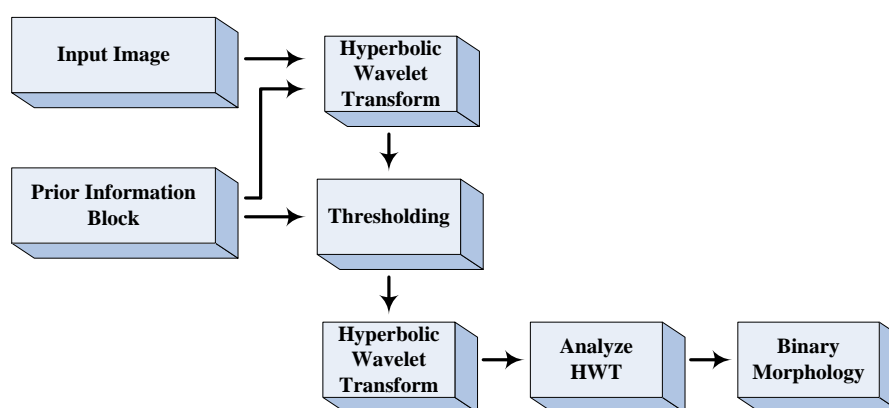 Input Image
Hyperbolic
Wavelet
Transform
Prior Information
Block
Thresholding
Hyperbolic
Wavelet
Transform
Analyze
HWT
Binary
Morphology